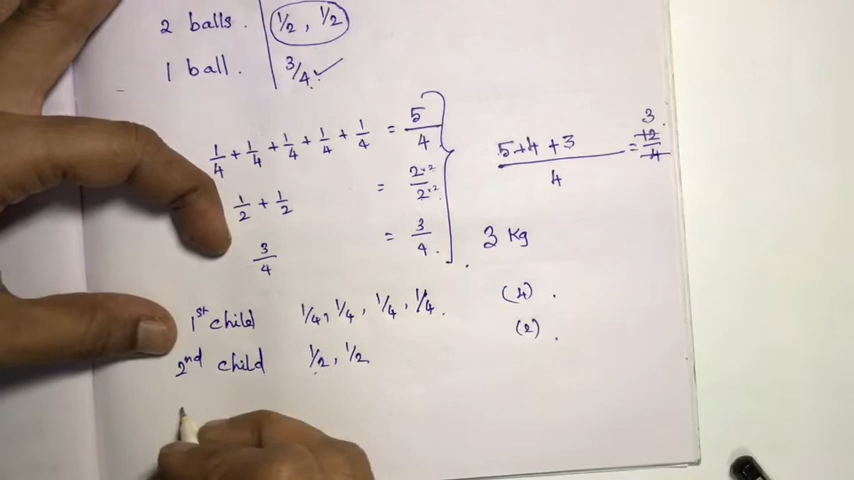 2 balls. 1/2, 1/2
1 ball. 3/4 ✓
1/4 + 1/4 + 1/4 + 1/4 + 1/4 = 5/4
1/2 + 1/2 = 2×2/2×2
3/4 = 3/4.
5+4+3/4 = 12/4 3
3 Kg
1st child 1/4, 1/4, 1/4, 1/4. (4).
2nd child 1/2, 1/2 (2).